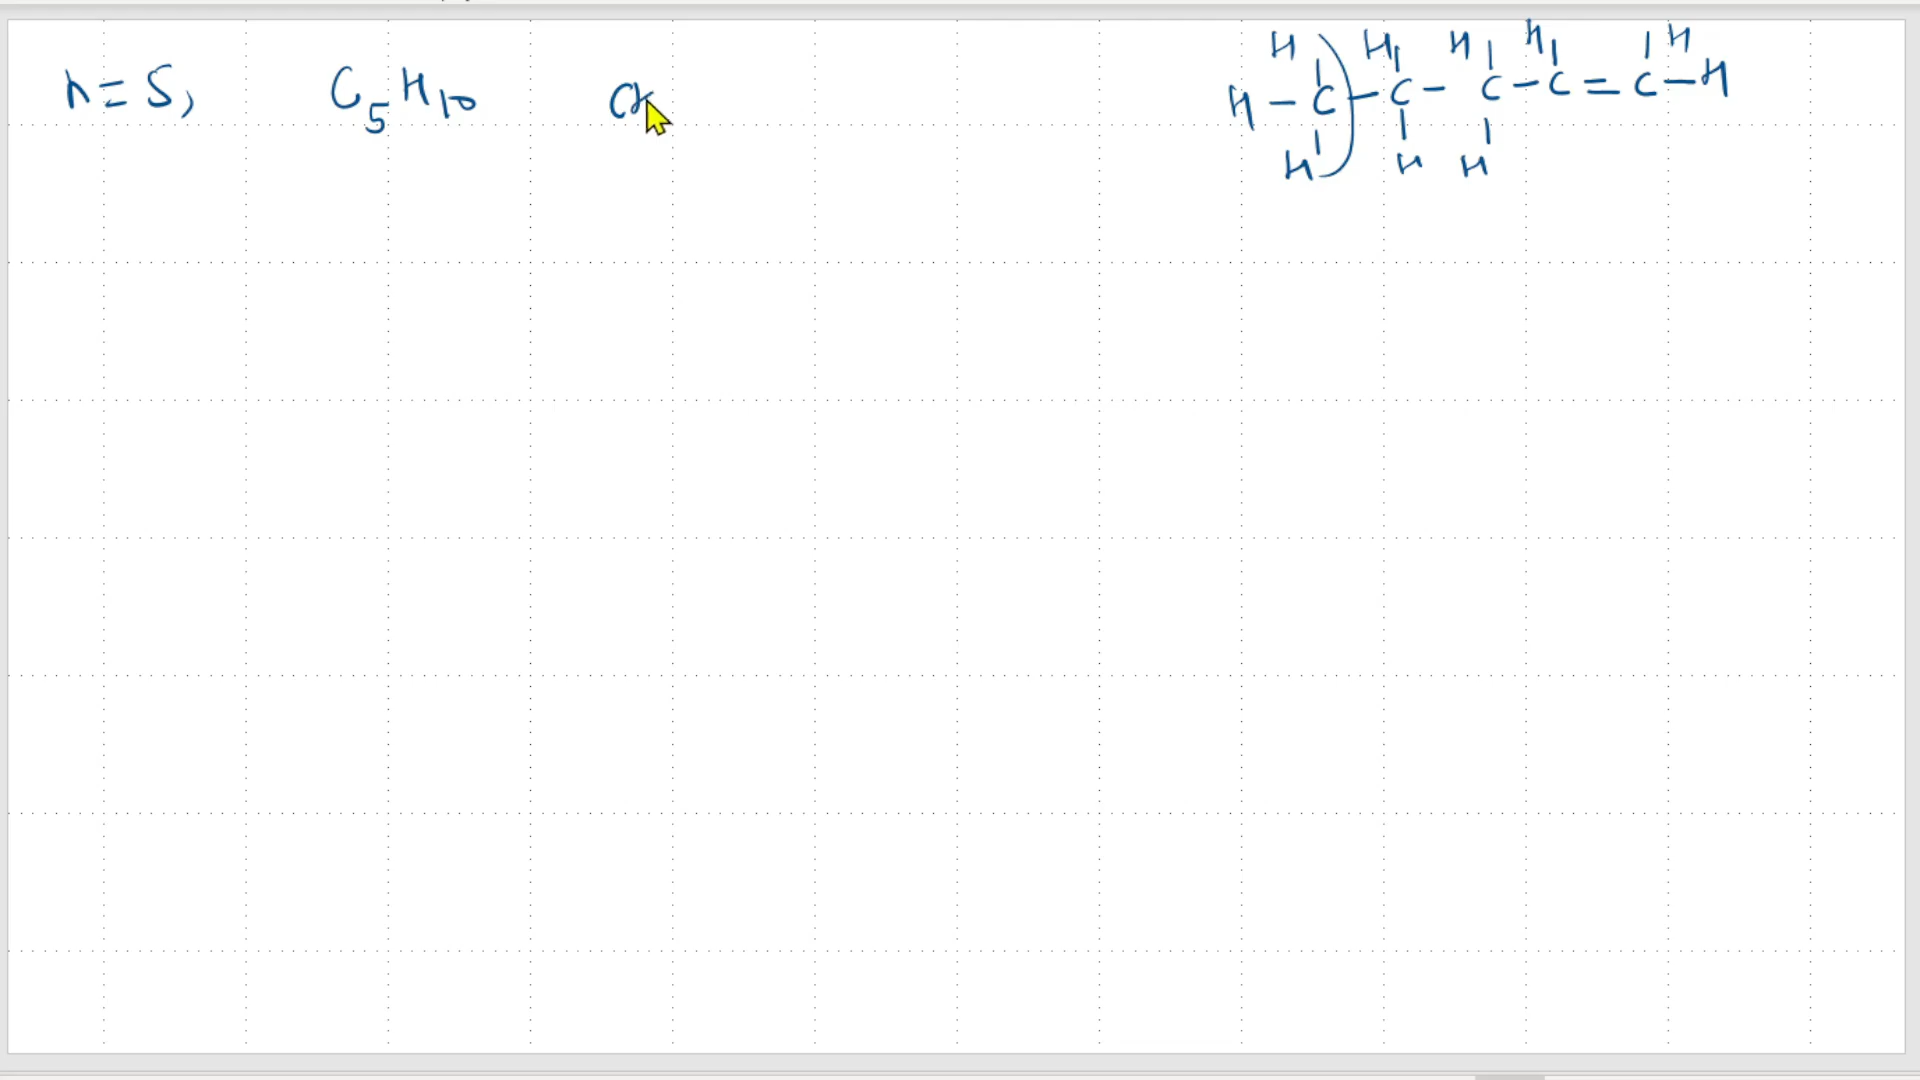 H H H H H
n = 5, C5H10 CH H - C - C - C - C = C - H
H H H